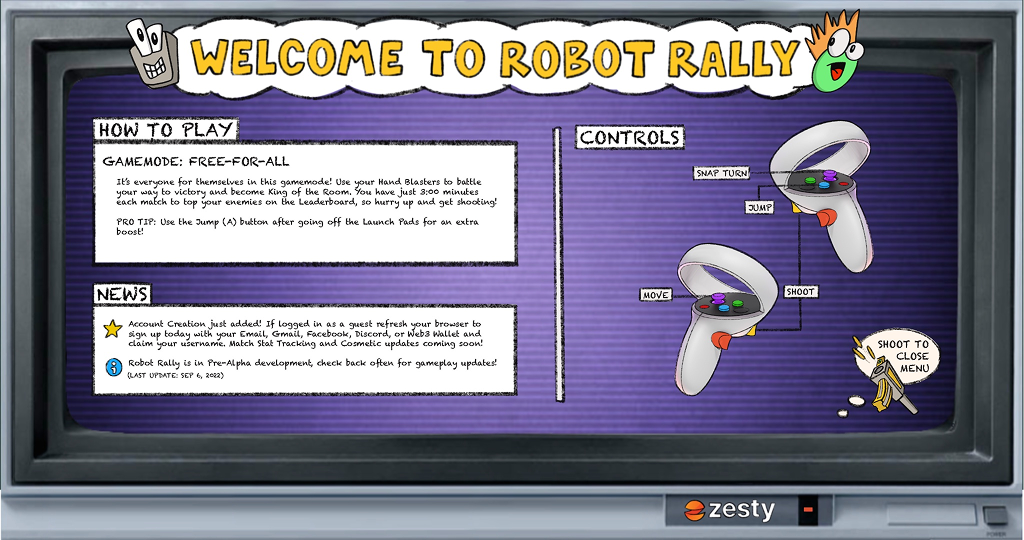 WELCOME TO ROBOT RALLY
HOW TO PLAY
GAMEMODE: FREE-FOR-ALL
It's everyone for themselves in this gamemode! Use your Hand Blasters to battle
your way to victory and become King of the Room. You have just 3:00 minutes
each match to top your enemies on the Leaderboard, so hurry up and get shooting!
PRO TIP: Use the Jump (A) button after going off the Launch Pads for an extra
boost!
NEWS
Account Creation just added! If logged in as a guest refresh your browser to
sign up today with your Email, Gmail, Facebook, Discord, or Web3 Wallet and
claim your username. Match Stat Tracking and Cosmetic updates coming soon!
Robot Rally is in Pre-Alpha development, check back often for gameplay updates!
(LAST UPDATE: SEP 6, 2022)
CONTROLS
SNAP TURN
JUMP
MOVE
SHOOT
SHOOT TO
CLOSE
MENU
zesty
POWER